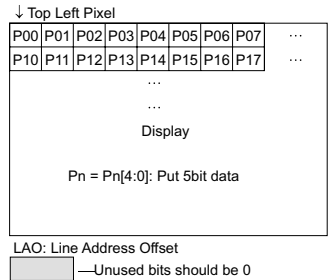 ↓ Top Left Pixel
P00 P01 P02 P03 P04 P05 P06 P07 ...
P10 P11 P12 P13 P14 P15 P16 P17 ...
...
...
Display
Pn = Pn[4:0]: Put 5bit data
LAO: Line Address Offset
—Unused bits should be 0